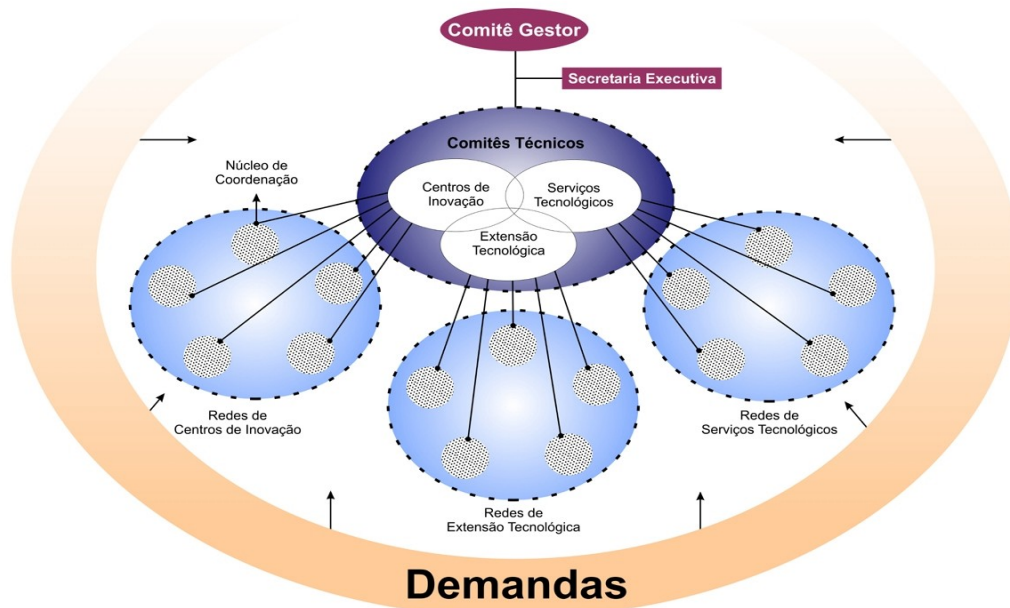 Comitê Gestor
Secretaria Executiva
Comitês Técnicos
Núcleo de
Coordenação
Centros de
Inovação
Serviços
Tecnológicos
Extensão
Tecnológica
Redes de
Centros de Inovação
Redes de
Serviços Tecnológicos
Redes de
Extensão Tecnológica
Demandas